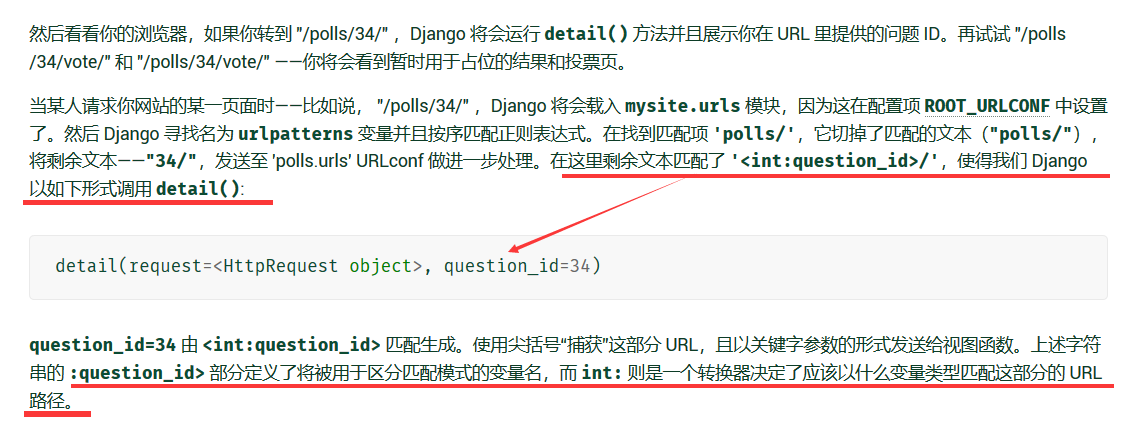 然后看看你的浏览器，如果你转到 "/polls/34/" ，Django 将会运行 detail() 方法并且展示你在 URL 里提供的问题 ID。再试试 "/polls
/34/vote/" 和 "/polls/34/vote/" ——你将会看到暂时用于占位的结果和投票页。
当某人请求你网站的某一页面时——比如说， "/polls/34/" ，Django 将会载入 mysite.urls 模块，因为这在配置项 ROOT_URLCONF 中设置
了。然后 Django 寻找名为 urlpatterns 变量并且按序匹配正则表达式。在找到匹配项 'polls/'，它切掉了匹配的文本（"polls/"），
将剩余文本——"34/"，发送至 'polls.urls' URLconf 做进一步处理。在这里剩余文本匹配了 '<int:question_id>/'，使得我们 Django
以如下形式调用 detail():
detail(request=<HttpRequest object>, question_id=34)
question_id=34 由 <int:question_id> 匹配生成。使用尖括号“捕获”这部分 URL，且以关键字参数的形式发送给视图函数。上述字符
串的 :question_id> 部分定义了将被用于区分匹配模式的变量名，而 int: 则是一个转换器决定了应该以什么变量类型匹配这部分的 URL
路径。